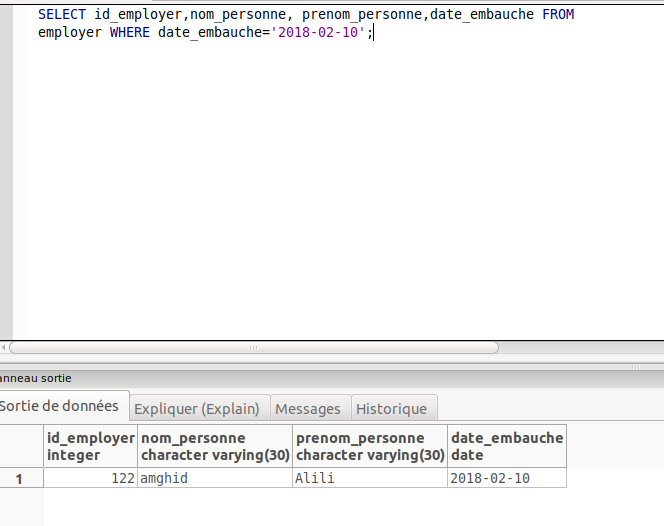 SELECT id_employer,nom_personne, prenom_personne,date_embauche FROM
employer WHERE date_embauche='2018-02-10';
anneau sortie
Sortie de données Expliquer (Explain) Messages Historique
id_employer nom_personne prenom_personne date_embauche
integer character varying(30) character varying(30) date
1 122 amghid Alili 2018-02-10